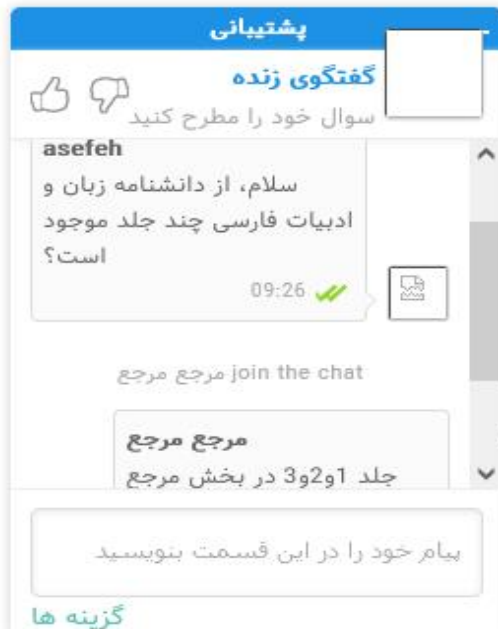 پشتیبانی
گفتگوی زنده
سوال خود را مطرح کنید
asefeh
سلام، از دانشنامه زبان و
ادبیات فارسی چند جلد موجود
است؟
09:26
مرجع مرجع join the chat
مرجع مرجع
جلد 1و2و3 در بخش مرجع
پیام خود را در این قسمت بنویسید
گزینه ها